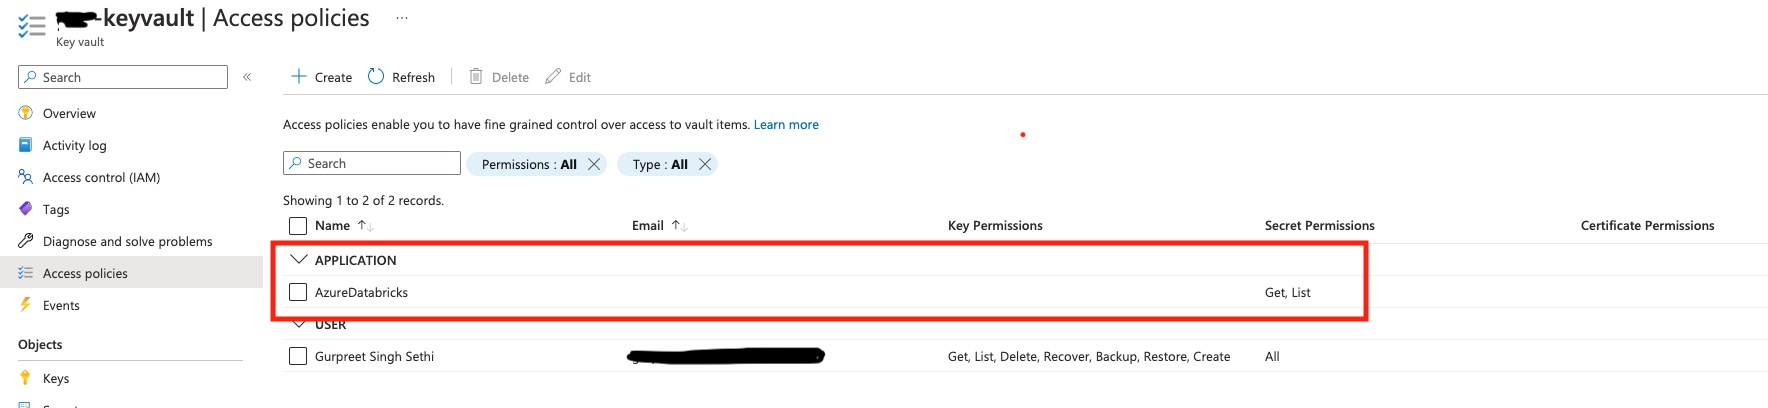 -keyvault | Access policies ...
Key vault
Search «
Create Refresh Delete Edit
Overview
Activity log
Access control (IAM)
Tags
Diagnose and solve problems
Access policies
Events
Objects
Keys
Access policies enable you to have fine grained control over access to vault items. Learn more
Search Permissions : All Type : All
Showing 1 to 2 of 2 records.
Name Email Key Permissions Secret Permissions Certificate Permissions
APPLICATION
AzureDatabricks Get, List
USER
Gurpreet Singh Sethi Get, List, Delete, Recover, Backup, Restore, Create All